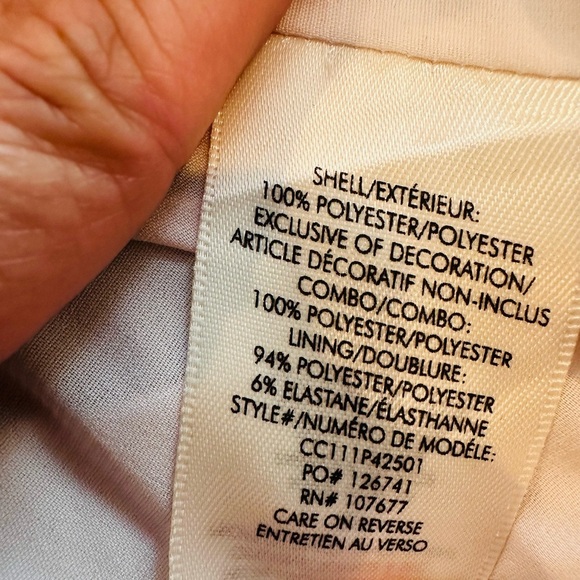 SHELL/EXTÉRIEUR:
100% POLYESTER/POLYESTER
EXCLUSIVE OF DECORATION/
ARTICLE DÉCORATIF NON-INCLUS
COMBO/COMBO:
100% POLYESTER/POLYESTER
LINING/DOUBLURE:
94% POLYESTER/POLYESTER
6% ELASTANE/ÉLASTHANNE
STYLE#/NUMÉRO DE MODÉLE:
CC111P42501
PO# 126741
RN# 107677
CARE ON REVERSE
ENTRETIEN AU VERSO